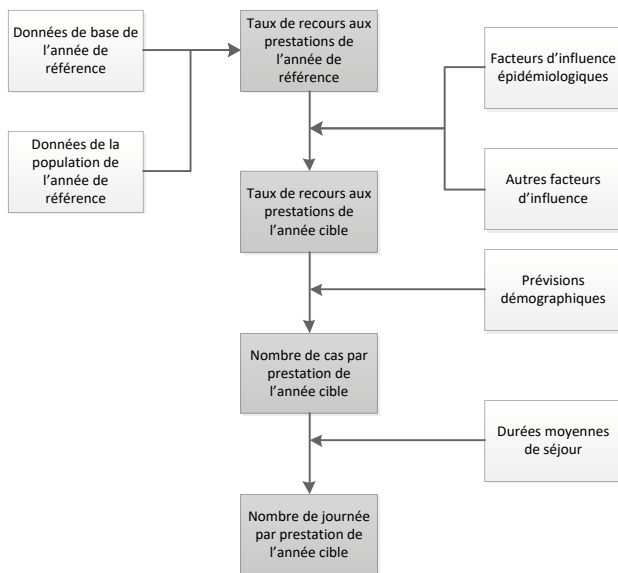 Données de base de
l'année de
référence
Taux de recours aux
prestations de
l'année de
référence
Facteurs d'influence
épidémiologiques
Données de la
population de
l'année de
référence
Autres facteurs
d'influence
Taux de recours aux
prestations de
l'année cible
Prévisions
démographiques
Nombre de cas par
prestation de
l'année cible
Durées moyennes
de séjour
Nombre de journée
par prestation de
l'année cible